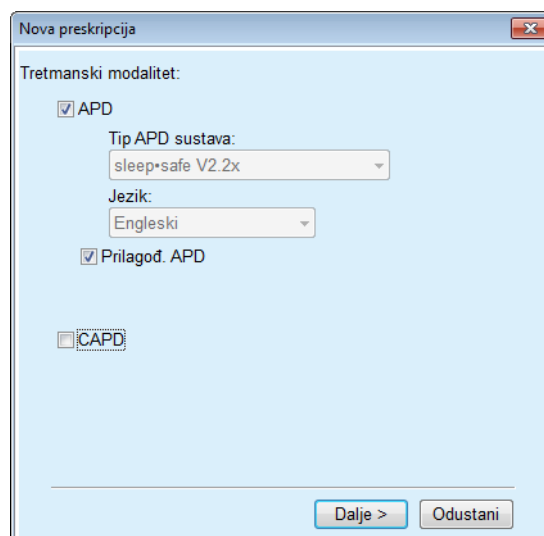 Nova preskripcija
Tretmanski modalitet:
APD
Tip APD sustava:
sleep•safe V2.2x
Jezik:
Engleski
Prilagođ. APD
CAPD
Dalje > Odustani